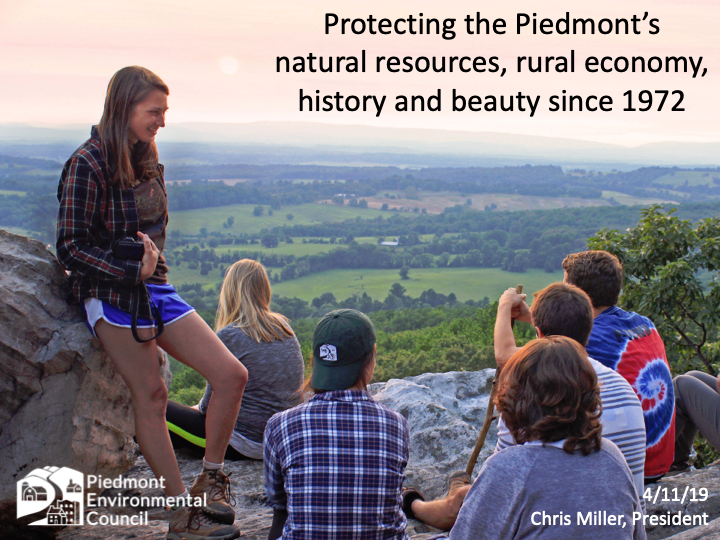 Protecting the Piedmont's
natural resources, rural economy,
history and beauty since 1972
Piedmont
Environmental
Council
4/11/19
Chris Miller, President